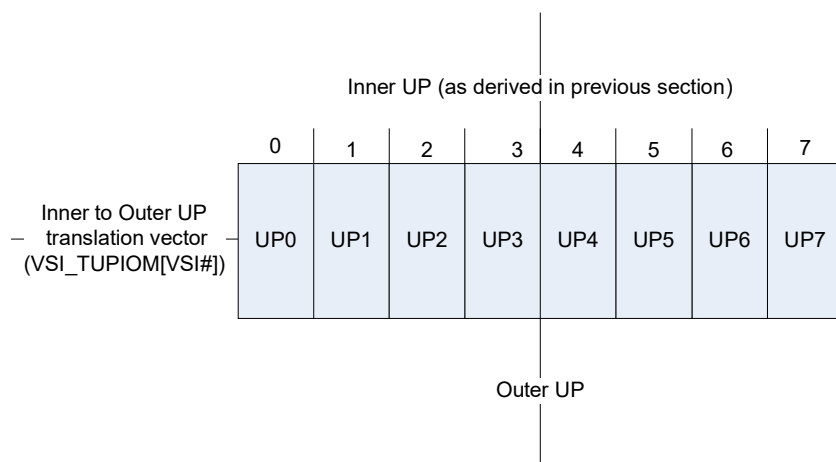 Inner UP (as derived in previous section)
0 1 2 3 4 5 6 7
Inner to Outer UP
translation vector
(VSI_TUPIOM[VSI#])
UP0 UP1 UP2 UP3 UP4 UP5 UP6 UP7
Outer UP